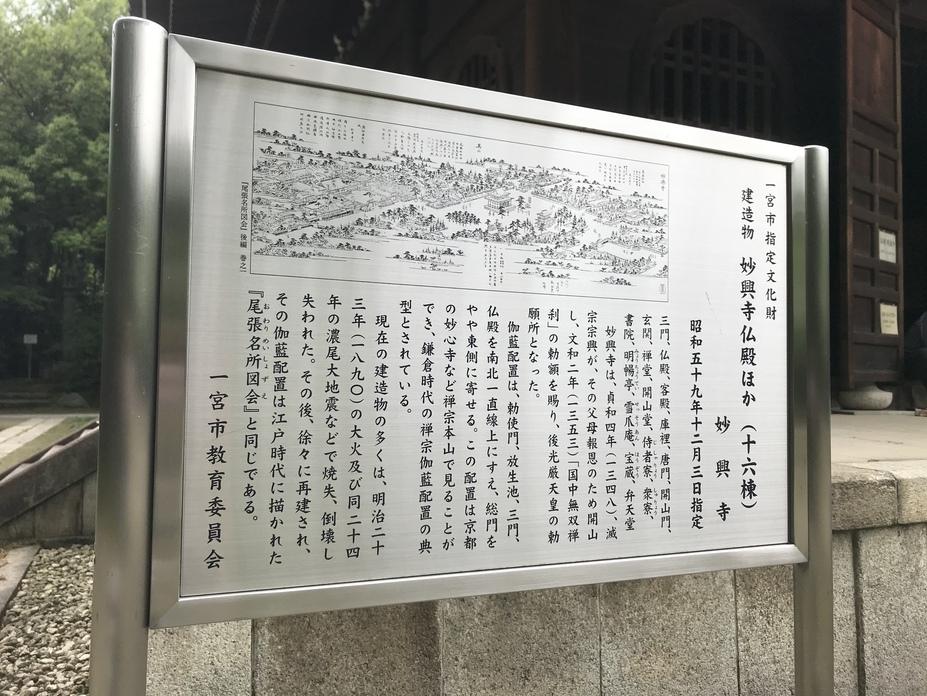 一宮市指定文化財
建造物 妙興寺仏殿ほか(十六棟)
妙興寺
昭和五十九年十二月三日指定
三門、仏殿、客殿、庫裡、唐門、開山門、
玄関、禅堂、開山堂、侍者寮、衆寮、
書院、明暢亭、雪爪庵、宝蔵、弁天堂
妙興寺は、貞和四年(一三四八)滅
宗宗興が、その父母報恩のため開山
し、文和二年(一三五三)「国中無双禅
刹」の勅額を賜り、後光厳天皇の勅
願所となった。
伽藍配置は、勅使門、放生池、三門、
仏殿を南北一直線上にすえ、総門を
やや東側に寄せる。この配置は京都
の妙心寺など禅宗本山で見ることが
でき、鎌倉時代の禅宗伽藍配置の典
型とされている。
現在の建造物の多くは、明治二十
三年(一八九〇)の大火及び同二十四
年の濃尾大地震などで焼失、倒壊し
失われた。その後、徐々に再建され、
その伽藍配置は江戸時代に描かれた
『尾張名所図会』と同じである。
おわりめいしょずえ
一宮市教育委員会
『尾張名所図会』後編 巻之一
妙興寺